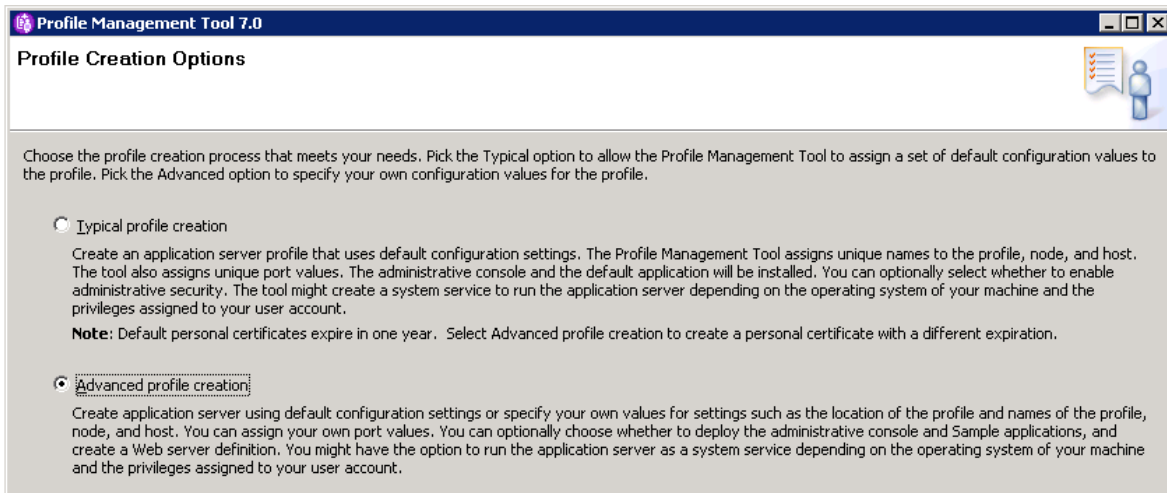 Profile Management Tool 7.0
Profile Creation Options
Choose the profile creation process that meets your needs. Pick the Typical option to allow the Profile Management Tool to assign a set of default configuration values to
the profile. Pick the Advanced option to specify your own configuration values for the profile.
Typical profile creation
Create an application server profile that uses default configuration settings. The Profile Management Tool assigns unique names to the profile, node, and host.
The tool also assigns unique port values. The administrative console and the default application will be installed. You can optionally select whether to enable
administrative security. The tool might create a system service to run the application server depending on the operating system of your machine and the
privileges assigned to your user account.
Note: Default personal certificates expire in one year. Select Advanced profile creation to create a personal certificate with a different expiration.
Advanced profile creation
Create application server using default configuration settings or specify your own values for settings such as the location of the profile and names of the profile,
node, and host. You can assign your own port values. You can optionally choose whether to deploy the administrative console and Sample applications, and
create a Web server definition. You might have the option to run the application server as a system service depending on the operating system of your machine
and the privileges assigned to your user account.